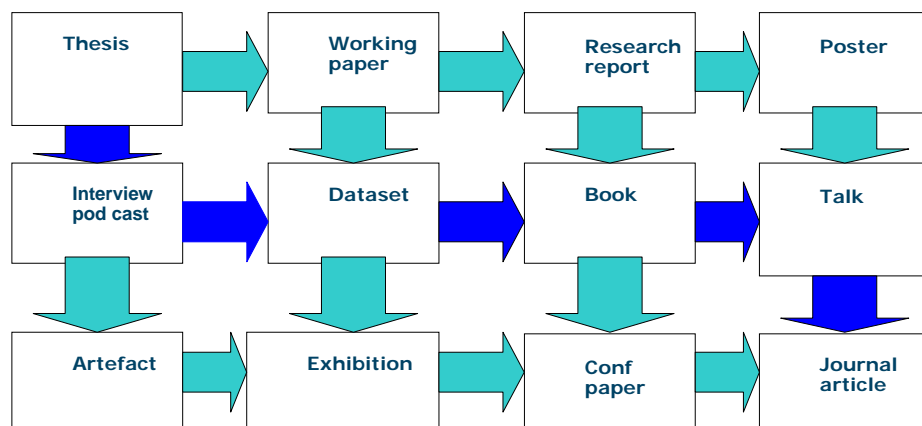 Thesis
Working
paper
Research
report
Poster
Interview
pod cast
Dataset
Book
Talk
Artefact
Exhibition
Conf
paper
Journal
article